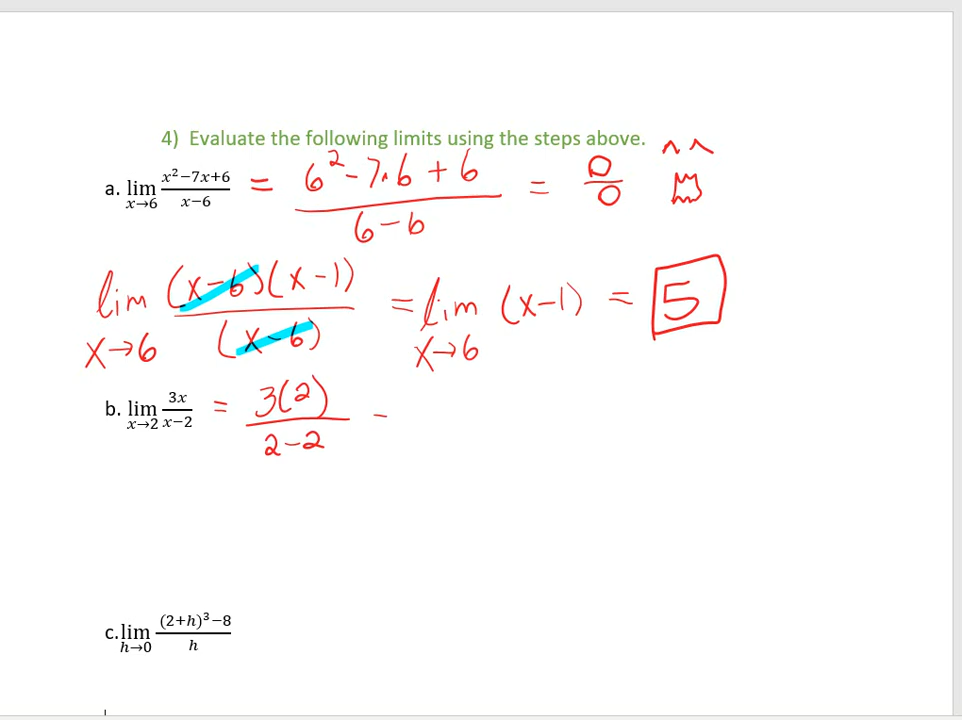 4) Evaluate the following limits using the steps above.
a. lim x→6 (x²−7x+6)/(x−6) = (6²−7·6+6)/(6−6) = 0/0
lim x→6 (x−6)(x−1)/(x−6) = lim x→6 (x−1) = 5
b. lim x→2 3x/(x−2) = 3(2)/(2−2) =
c. lim h→0 ((2+h)³−8)/h